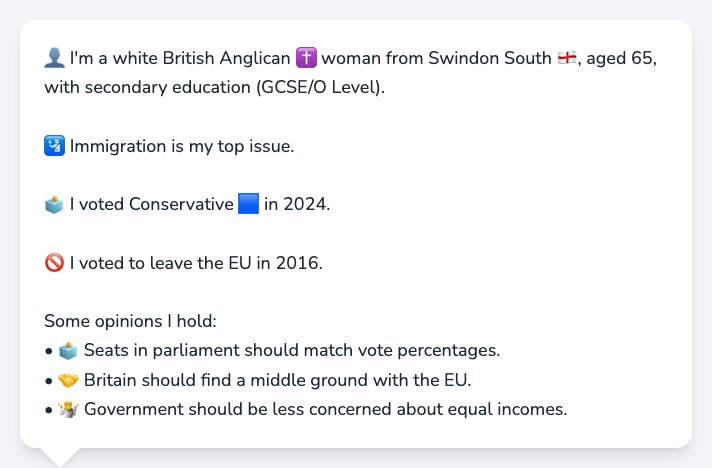 👤 I'm a white British Anglican ✝️ woman from Swindon South 🏴󠁧󠁢󠁥󠁮󠁧󠁿, aged 65,
with secondary education (GCSE/O Level).
🛂 Immigration is my top issue.
🗳️ I voted Conservative 🟦 in 2024.
🚫 I voted to leave the EU in 2016.
Some opinions I hold:
• 🗳️ Seats in parliament should match vote percentages.
• 🤝 Britain should find a middle ground with the EU.
• 🤷 Government should be less concerned about equal incomes.